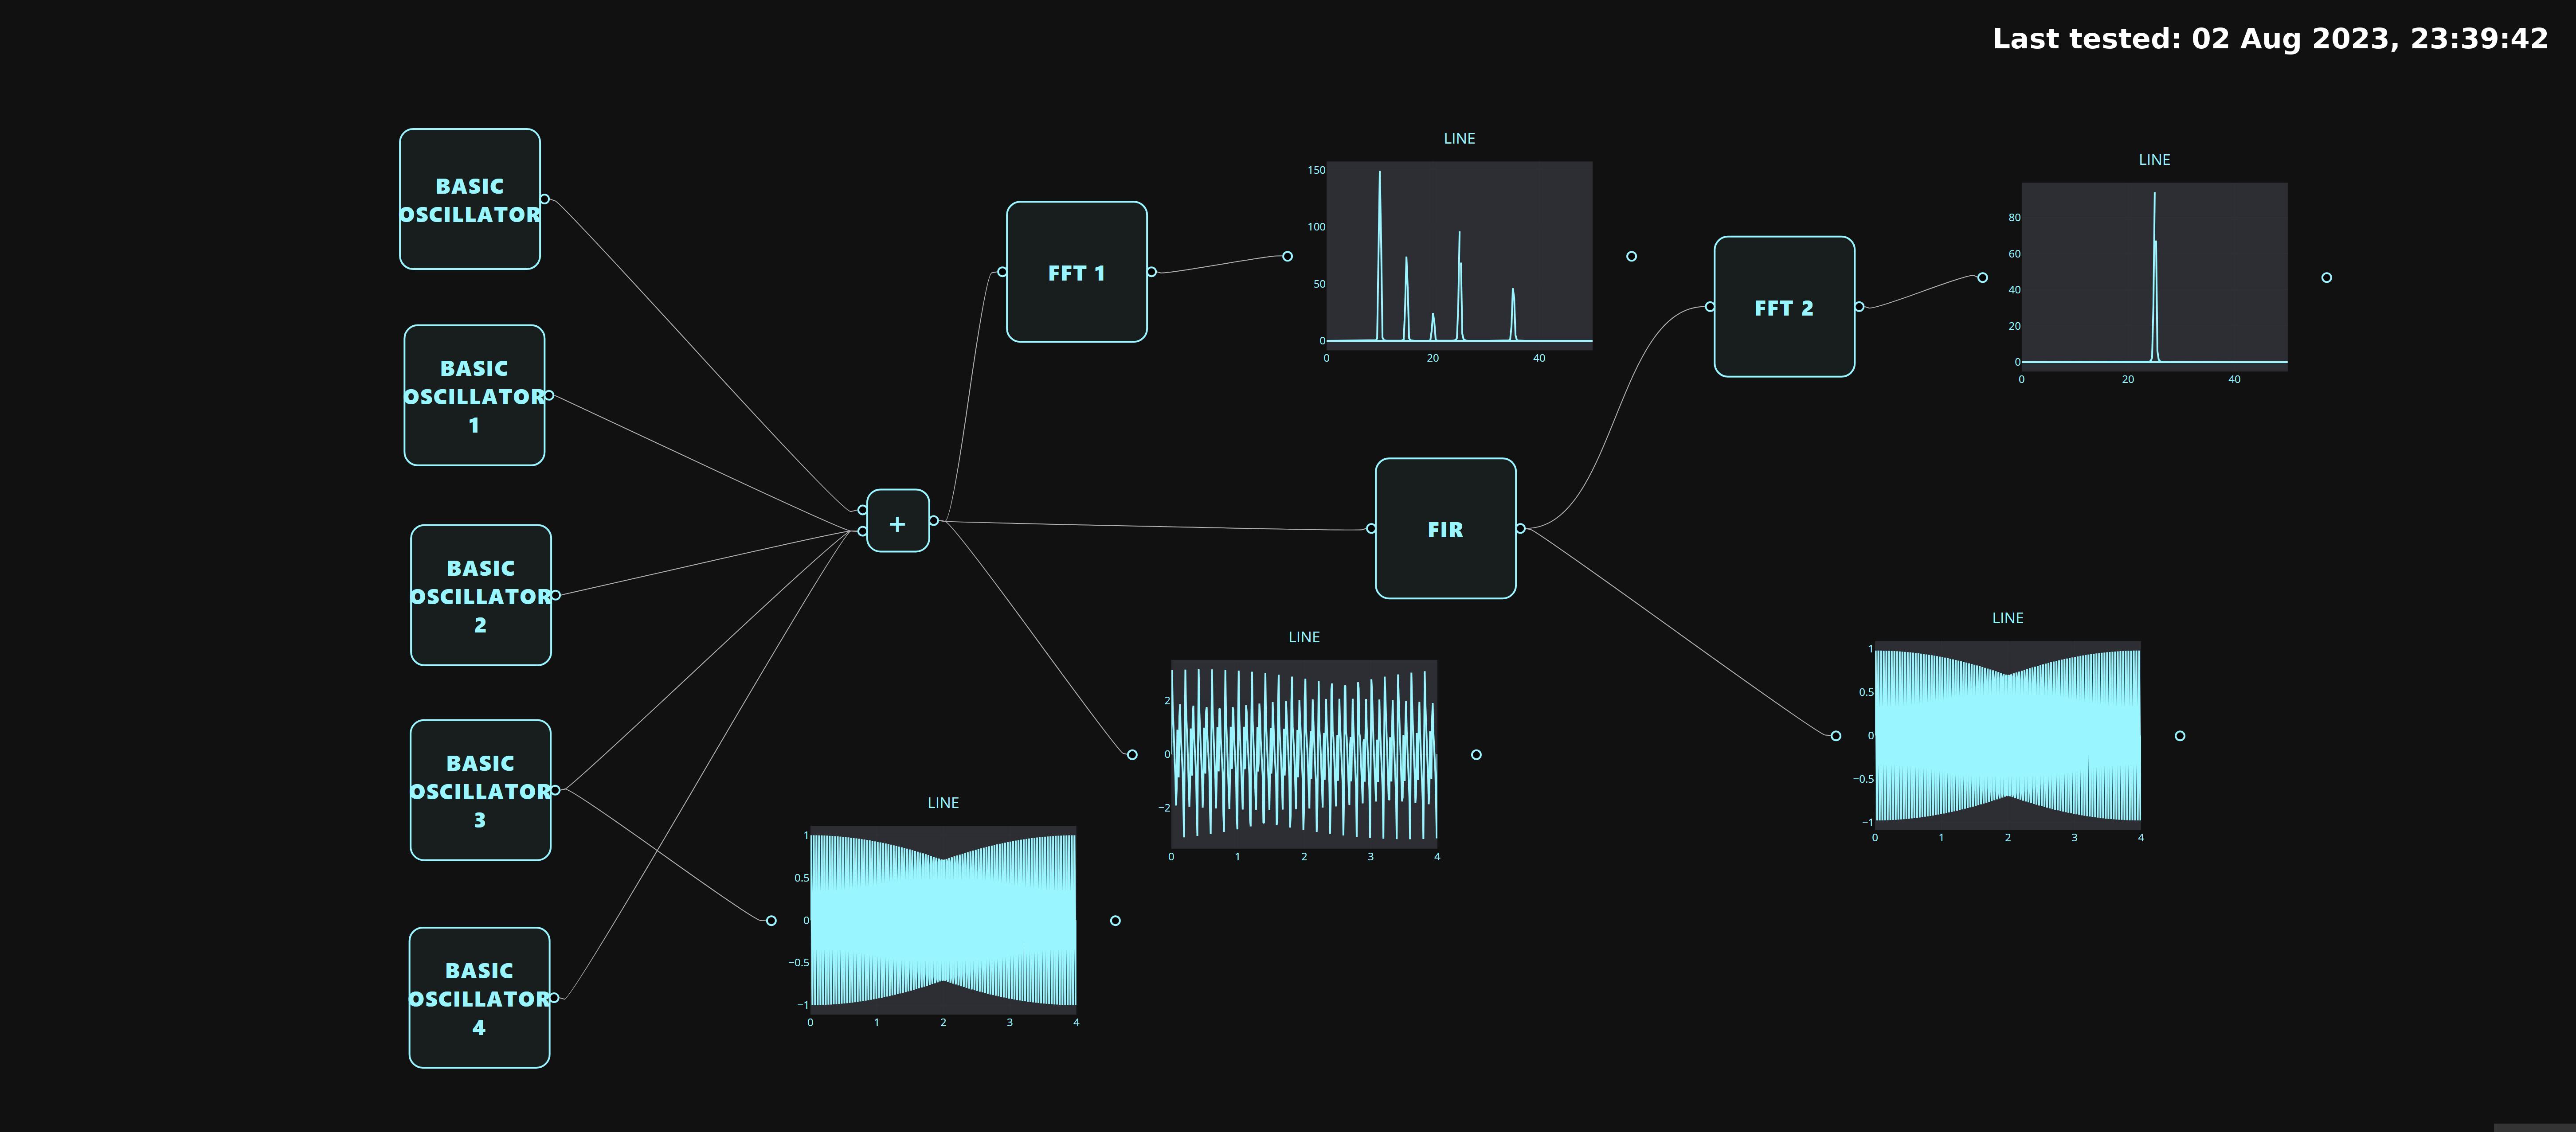 Last tested: 02 Aug 2023, 23:39:42
BASIC
OSCILLATOR
BASIC
OSCILLATOR
1
BASIC
OSCILLATOR
2
BASIC
OSCILLATOR
3
BASIC
OSCILLATOR
4
+
FFT 1
LINE
150
100
50
0
0 20 40
FFT 2
LINE
80
60
40
20
0
0 20 40
FIR
LINE
2
0
−2
0 1 2 3 4
LINE
1
0.5
0
−0.5
−1
0 1 2 3 4
LINE
1
0.5
0
−0.5
−1
0 1 2 3 4